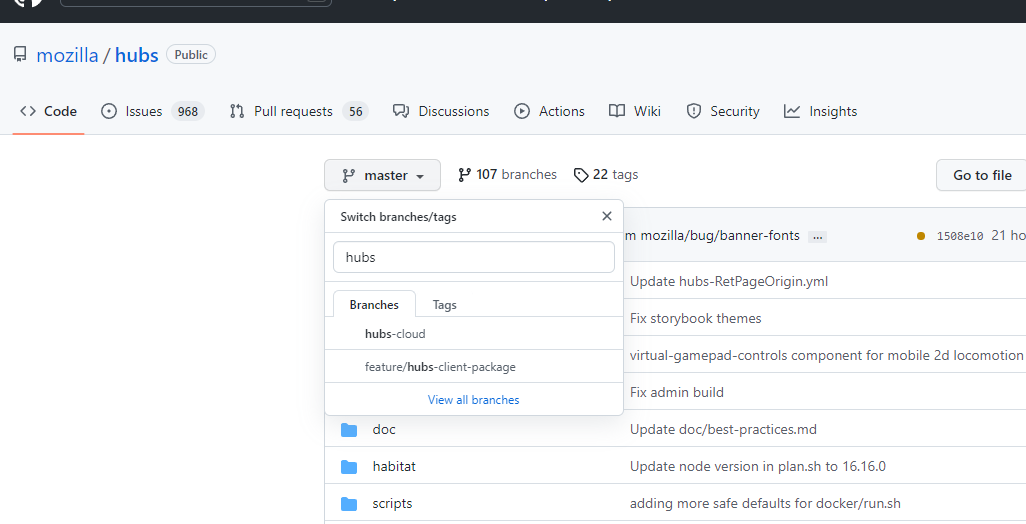 mozilla / hubs Public
Code Issues 968 Pull requests 56 Discussions Actions Wiki Security Insights
master 107 branches 22 tags Go to file
Switch branches/tags
m mozilla/bug/banner-fonts ... 1508e10 21 ho
hubs
Update hubs-RetPageOrigin.yml
Branches Tags
Fix storybook themes
hubs-cloud
virtual-gamepad-controls component for mobile 2d locomotion
feature/hubs-client-package
Fix admin build
View all branches
doc Update doc/best-practices.md
habitat Update node version in plan.sh to 16.16.0
scripts adding more safe defaults for docker/run.sh